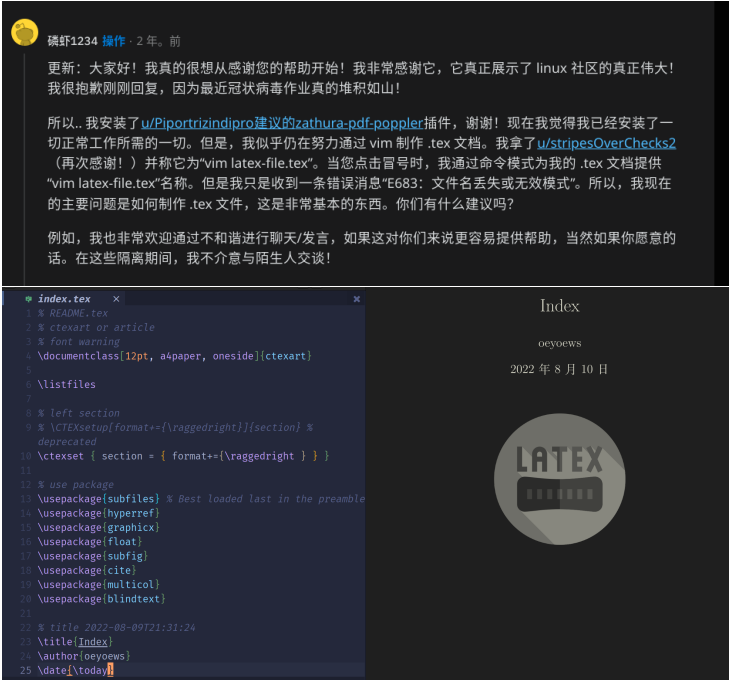 磷虾1234 操作 · 2 年。前
更新：大家好！我真的很想从感谢您的帮助开始！我非常感谢它，它真正展示了 linux 社区的真正伟大！
我很抱歉刚刚回复，因为最近冠状病毒作业真的堆积如山！
所以.. 我安装了u/Piportrizindipro建议的zathura-pdf-poppler插件，谢谢！现在我觉得我已经安装了一
切正常工作所需的一切。但是，我似乎仍在努力通过 vim 制作 .tex 文档。我拿了u/stripesOverChecks2
（再次感谢！）并称它为“vim latex-file.tex”。当您点击冒号时，我通过命令模式为我的 .tex 文档提供
“vim latex-file.tex”名称。但是我只是收到一条错误消息“E683：文件名丢失或无效模式”。所以，我现在
的主要问题是如何制作 .tex 文件，这是非常基本的东西。你们有什么建议吗？
例如，我也非常欢迎通过不和谐进行聊天/发言，如果这对你们来说更容易提供帮助，当然如果你愿意的
话。在这些隔离期间，我不介意与陌生人交谈！
index.tex ×
×
1 % README.tex
2 % ctexart or article
3 % font warning
4 \documentclass[12pt, a4paper, oneside]{ctexart}
5
6 \listfiles
7
8 % left section
9 % \CTEXsetup[format+={\raggedright}]{section} %
deprecated
10 \ctexset { section = { format+={\raggedright } } }
11
12 % use package
13 \usepackage{subfiles} % Best loaded last in the preamble
14 \usepackage{hyperref}
15 \usepackage{graphicx}
16 \usepackage{float}
17 \usepackage{subfig}
18 \usepackage{cite}
19 \usepackage{multicol}
20 \usepackage{blindtext}
21
22 % title 2022-08-09T21:31:24
23 \title{Index}
24 \author{oeyoews}
25 \date{\today}
Index
oeyoews
2022 年 8 月 10 日
LATEX